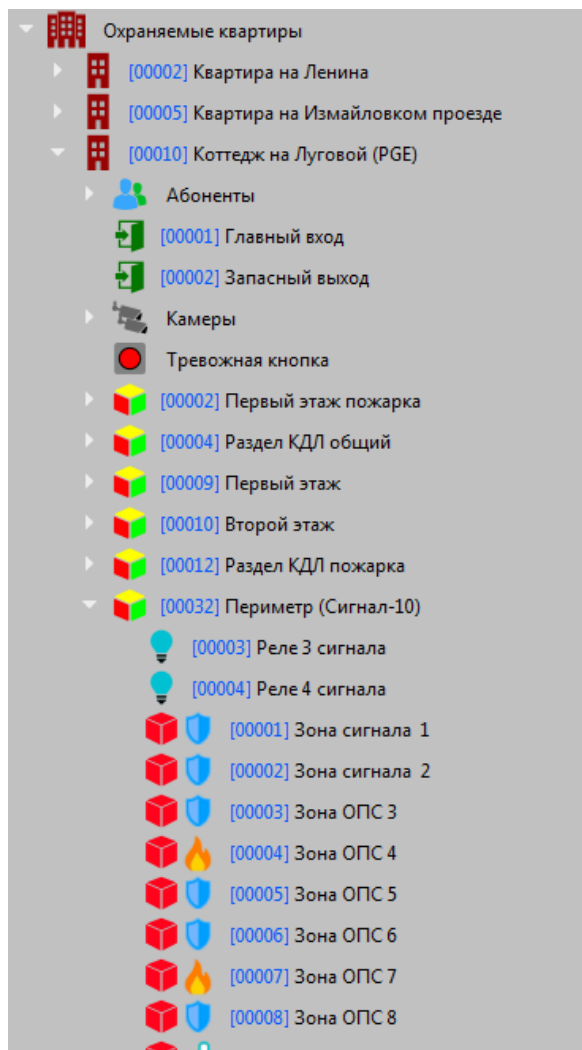 Охраняемые квартиры
[00002] Квартира на Ленина
[00005] Квартира на Измайловком проезде
[00010] Коттедж на Луговой (PGE)
Абоненты
[00001] Главный вход
[00002] Запасный выход
Камеры
Тревожная кнопка
[00002] Первый этаж пожарка
[00004] Раздел КДЛ общий
[00009] Первый этаж
[00010] Второй этаж
[00012] Раздел КДЛ пожарка
[00032] Периметр (Сигнал-10)
[00003] Реле 3 сигнала
[00004] Реле 4 сигнала
[00001] Зона сигнала 1
[00002] Зона сигнала 2
[00003] Зона ОПС 3
[00004] Зона ОПС 4
[00005] Зона ОПС 5
[00006] Зона ОПС 6
[00007] Зона ОПС 7
[00008] Зона ОПС 8